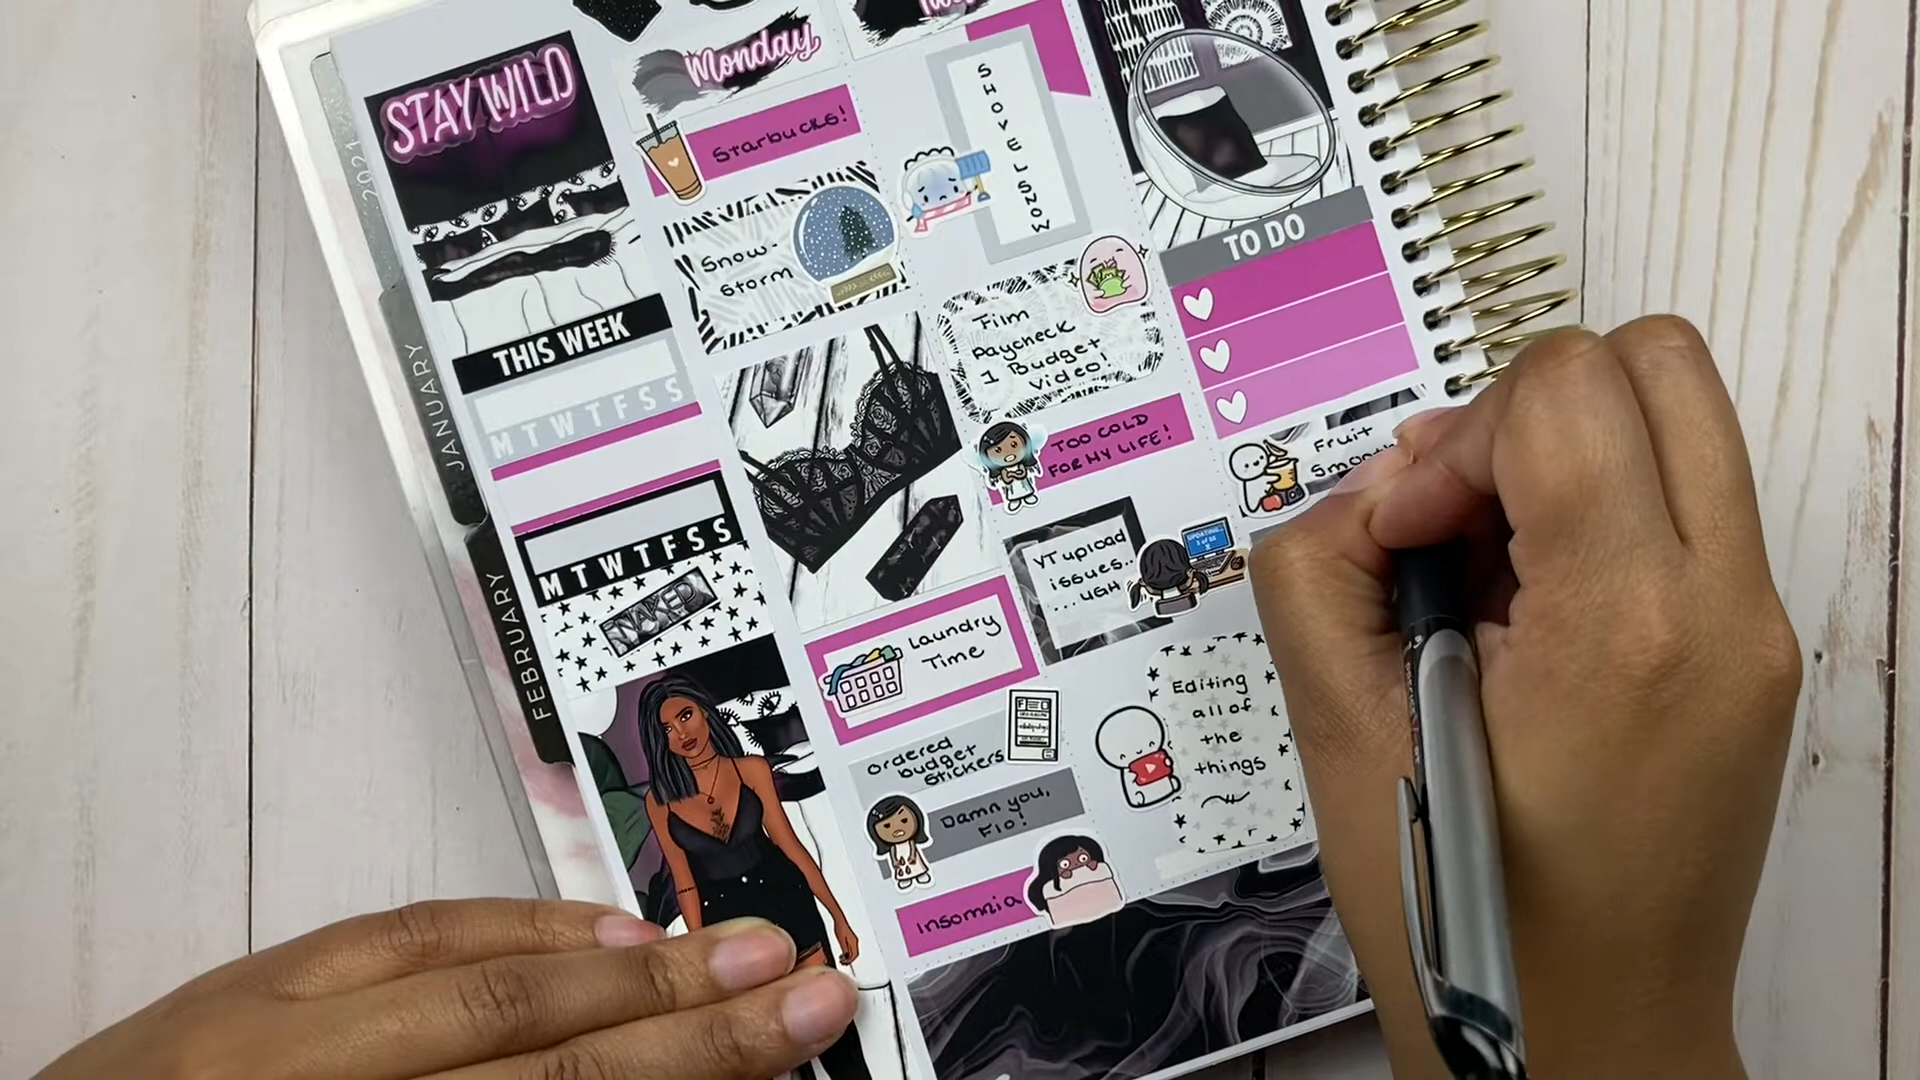 2021
JANUARY
FEBRUARY
STAY WILD
THIS WEEK
M T W T F S S
M T W T F S S
NAKED
Monday
Starbucks!
Snow-
storm
Laundry
Time
ordered
budget
stickers
Damn you,
Flo!
Insomnia
SHOVEL SNOW
Film
Paycheck
1 Budget
video!
TOO COLD
FOR MY LIFE!
YT upload
issues..
...UGH
UPDATING
Editing
all of
the
things
TO DO
Fruit